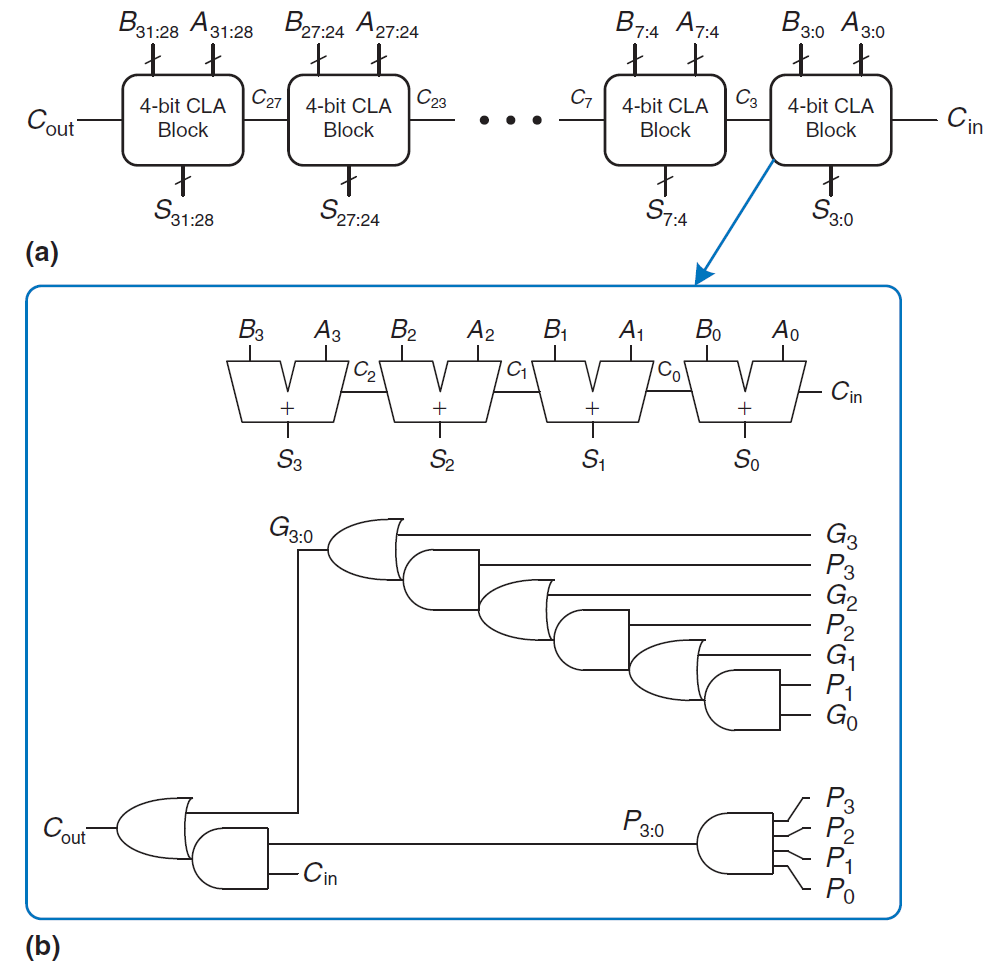 B31:28 A31:28 B27:24 A27:24 B7:4 A7:4 B3:0 A3:0
Cout 4-bit CLA Block C27 4-bit CLA Block C23 • • • C7 4-bit CLA Block C3 4-bit CLA Block Cin
S31:28 S27:24 S7:4 S3:0
(a)
B3 A3 B2 A2 B1 A1 B0 A0
C2 C1 C0
+ + + + Cin
S3 S2 S1 S0
G3:0 G3
P3
G2
P2
G1
P1
G0
P3
P3:0 P2
Cout P1
Cin P0
(b)